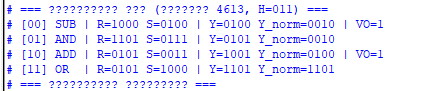 # === ?????????? ??? (??????? 4613, H=011) ===
# [00] SUB | R=1000 S=0100 | Y=0100 Y_norm=0010 | VO=1
# [01] AND | R=1101 S=0111 | Y=0101 Y_norm=0010
# [10] ADD | R=0101 S=0011 | Y=1001 Y_norm=0100 | VO=1
# [11] OR  | R=0101 S=1000 | Y=1101 Y_norm=1101
# === ?????????? ????????? ===